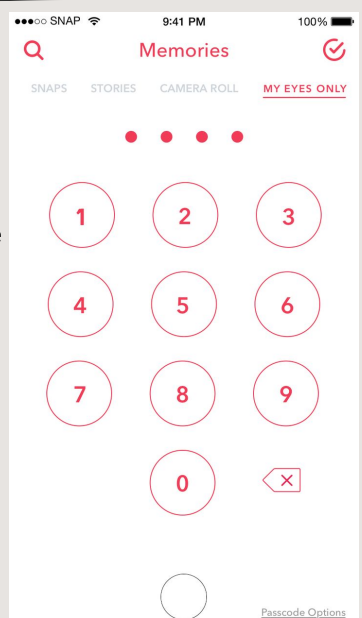 SNAP 9:41 PM 100%
Memories
SNAPS STORIES CAMERA ROLL MY EYES ONLY
1 2 3
4 5 6
7 8 9
0
Passcode Options